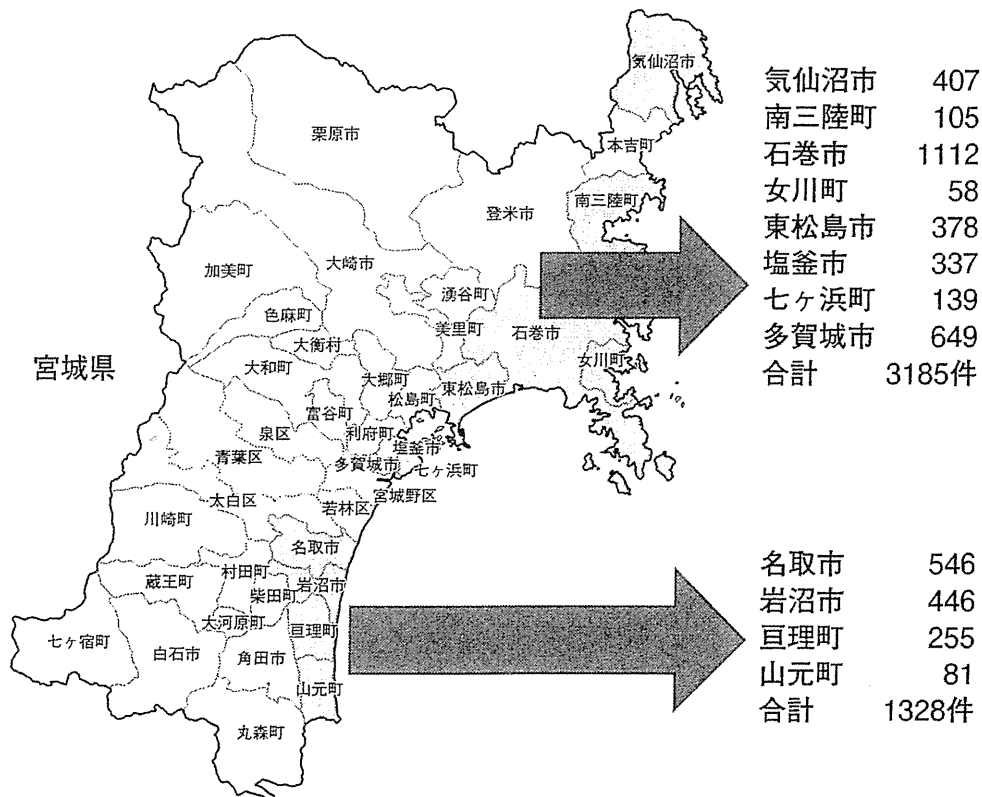 気仙沼市
栗原市
本吉町
登米市
南三陸町
加美町
大崎市
涌谷町
色麻町
美里町
石巻市
大衡村
女川町
大和町
大郷町
東松島市
松島町
宮城県
富谷町
泉区
利府町
塩釜市
青葉区
多賀城市
七ヶ浜町
太白区
宮城野区
若林区
川崎町
名取市
村田町
蔵王町
岩沼市
柴田町
大河原町
亘理町
七ヶ宿町
白石市
角田市
山元町
丸森町
気仙沼市 407
南三陸町 105
石巻市 1112
女川町 58
東松島市 378
塩釜市 337
七ヶ浜町 139
多賀城市 649
合計 3185件
名取市 546
岩沼市 446
亘理町 255
山元町 81
合計 1328件